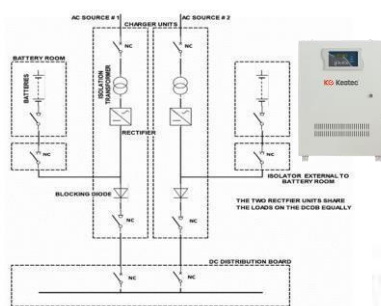 AC SOURCE # 1
AC SOURCE # 2
CHARGER UNITS
NC
NC
BATTERY ROOM
BATTERIES
ISOLATION
TRANSFORMER
KO Keatec
RECTIFIER
NC
NC
BLOCKING DIODE
ISOLATOR EXTERNAL TO
BATTERY ROOM
THE TWO RECTFIER UNITS SHARE
THE LOADS ON THE DCDB EQUALLY
NC
NC
DC DISTRIBUTION BOARD
NC
NC